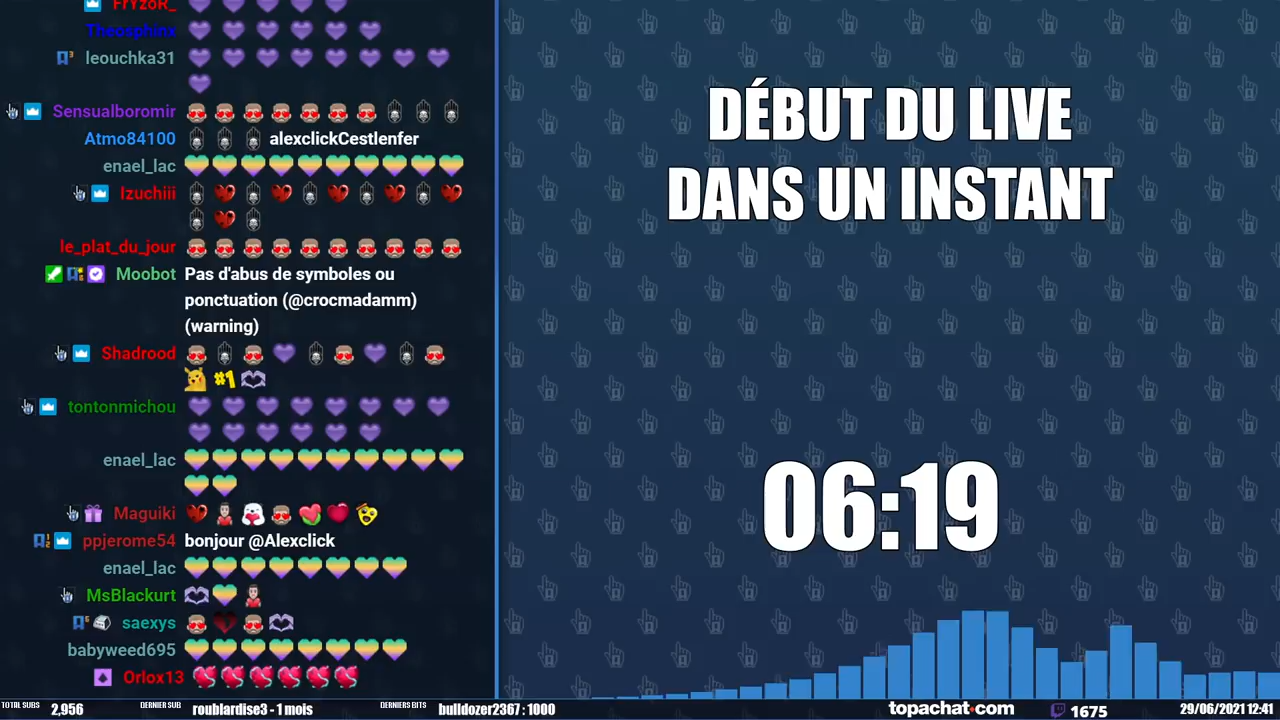 FrYzoR_
Theosphinx
leouchka31
Sensualboromir
Atmo84100 alexclickCestlenfer
enael_lac
Izuchiii
le_plat_du_jour
Moobot Pas d'abus de symboles ou
ponctuation (@crocmadamm)
(warning)
Shadrood
#1
tontonmichou
enael_lac
Maguiki
ppjerome54 bonjour @Alexclick
enael_lac
MsBlackurt
saexys
babyweed695
Orlox13
DÉBUT DU LIVE
DANS UN INSTANT
06:19
TOTAL SUBS 2,956 DERNIER SUB roublardise3 - 1 mois DERNIERS BITS bulldozer2367 : 1000 topachat.com 1675 29/06/2021 12:41